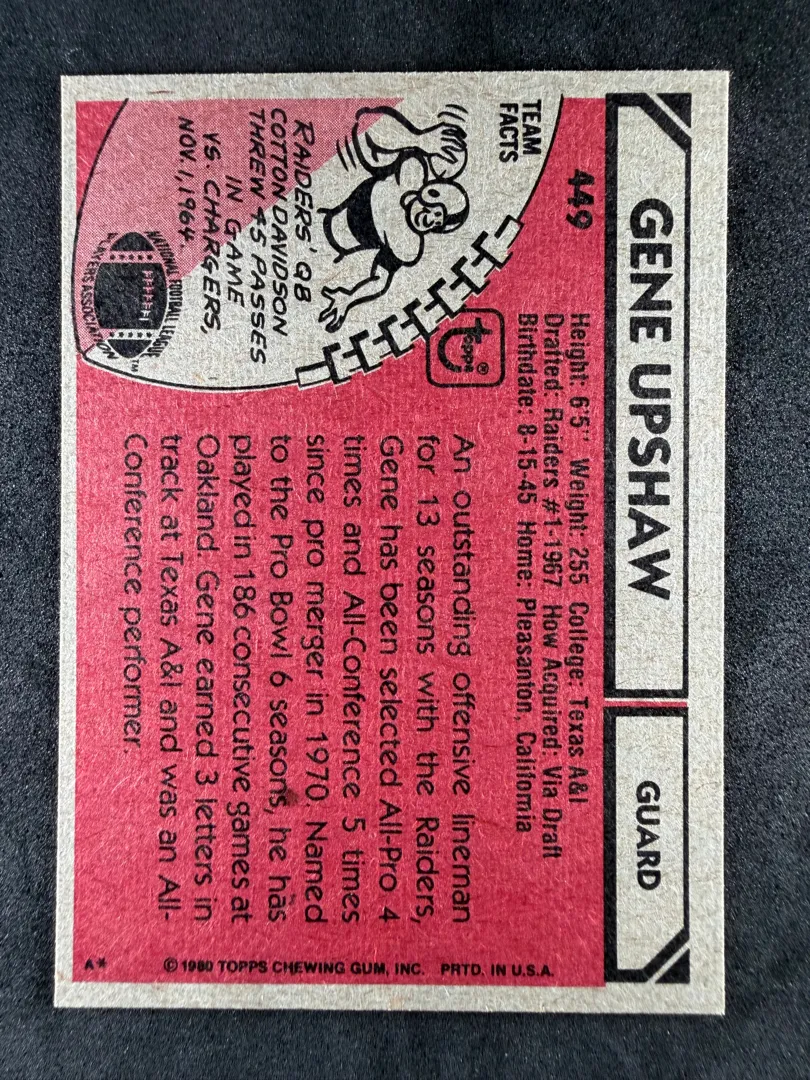 GENE UPSHAW
GUARD
449
Height: 6'5'' Weight: 255 College: Texas A&I
Drafted: Raiders #1-1967 How Acquired: Via Draft
Birthdate: 8-15-45 Home: Pleasanton, California
TEAM
FACTS
RAIDERS' QB
COTTON DAVIDSON
THREW 45 PASSES
IN GAME
VS. CHARGERS,
NOV. 1, 1964.
NATIONAL FOOTBALL LEAGUE
PLAYERS ASSOCIATION
TM
NFLPA
topps®
An outstanding offensive lineman
for 13 seasons with the Raiders,
Gene has been selected All-Pro 4
times and All-Conference 5 times
since pro merger in 1970. Named
to the Pro Bowl 6 seasons, he has
played in 186 consecutive games at
Oakland. Gene earned 3 letters in
track at Texas A&I and was an All-
Conference performer.
A* © 1980 TOPPS CHEWING GUM, INC. PRTD. IN U.S.A.